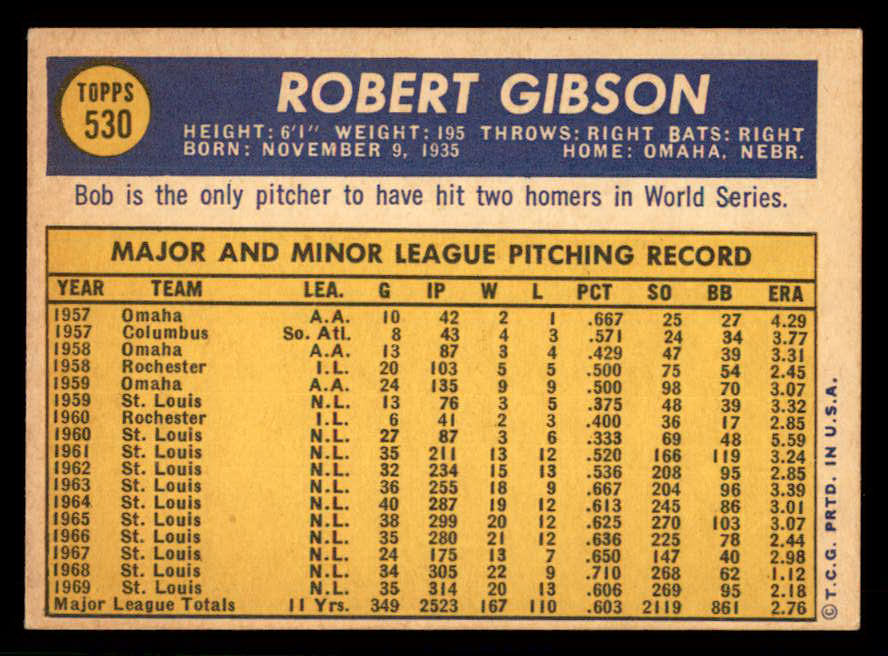 TOPPS
530
ROBERT GIBSON
HEIGHT: 6'1" WEIGHT: 195 THROWS: RIGHT BATS: RIGHT
BORN: NOVEMBER 9, 1935 HOME: OMAHA, NEBR.
Bob is the only pitcher to have hit two homers in World Series.
MAJOR AND MINOR LEAGUE PITCHING RECORD
YEAR TEAM LEA. G IP W L PCT SO BB ERA
1957 Omaha A.A. 10 42 2 1 .667 25 27 4.29
1957 Columbus So. Atl. 8 43 4 3 .571 24 34 3.77
1958 Omaha A.A. 13 87 3 4 .429 47 39 3.31
1958 Rochester I.L. 20 103 5 5 .500 75 54 2.45
1959 Omaha A.A. 24 135 9 9 .500 98 70 3.07
1959 St. Louis N.L. 13 76 3 5 .375 48 39 3.32
1960 Rochester I.L. 6 41 2 3 .400 36 17 2.85
1960 St. Louis N.L. 27 87 3 6 .333 69 48 5.59
1961 St. Louis N.L. 35 211 13 12 .520 166 119 3.24
1962 St. Louis N.L. 32 234 15 13 .536 208 95 2.85
1963 St. Louis N.L. 36 255 18 9 .667 204 96 3.39
1964 St. Louis N.L. 40 287 19 12 .613 245 86 3.01
1965 St. Louis N.L. 38 299 20 12 .625 270 103 3.07
1966 St. Louis N.L. 35 280 21 12 .636 225 78 2.44
1967 St. Louis N.L. 24 175 13 7 .650 147 40 2.98
1968 St. Louis N.L. 34 305 22 9 .710 268 62 1.12
1969 St. Louis N.L. 35 314 20 13 .606 269 95 2.18
Major League Totals 11 Yrs. 349 2523 167 110 .603 2119 861 2.76
© T.C.G. PRTD. IN U.S.A.